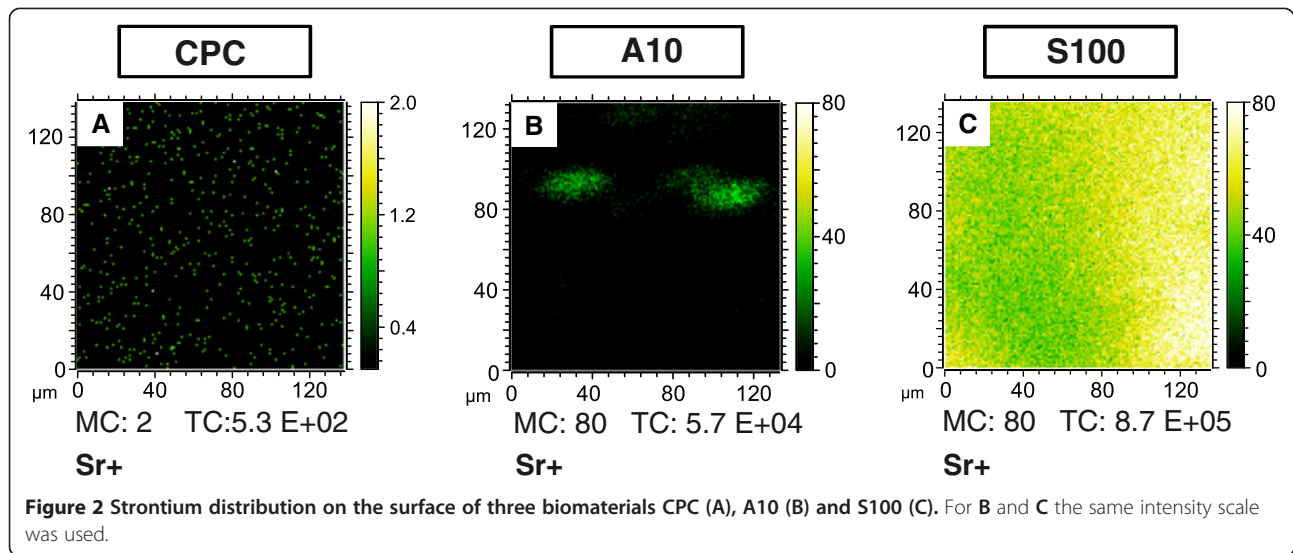 CPC
A10
S100
A
B
C
120
80
40
0
µm
0
40
80
120
2.0
1.2
0.4
120
80
40
0
0
40
80
120
80
40
0
120
80
40
0
0
40
80
120
80
40
0
MC: 2 TC:5.3 E+02
MC: 80 TC: 5.7 E+04
MC: 80 TC: 8.7 E+05
Sr+
Sr+
Sr+
Figure 2 Strontium distribution on the surface of three biomaterials CPC (A), A10 (B) and S100 (C). For B and C the same intensity scale
was used.